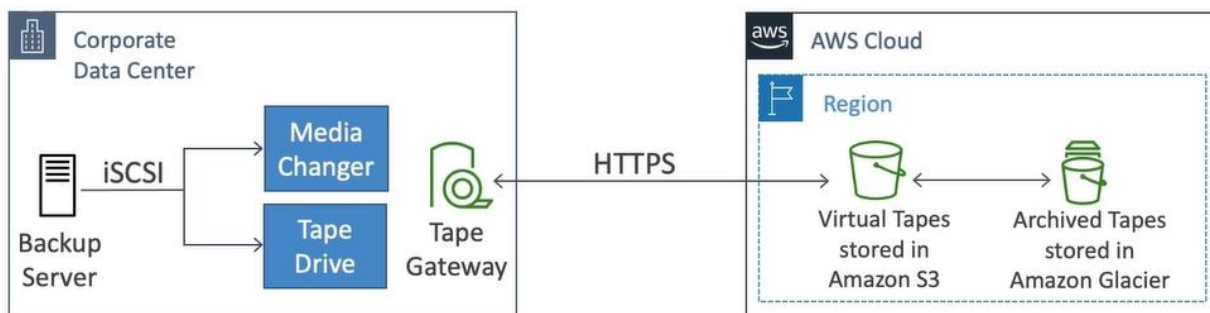 Corporate
Data Center
aws
AWS Cloud
Region
Media
Changer
iSCSI
HTTPS
Backup
Server
Tape
Drive
Tape
Gateway
Virtual Tapes
stored in
Amazon S3
Archived Tapes
stored in
Amazon Glacier